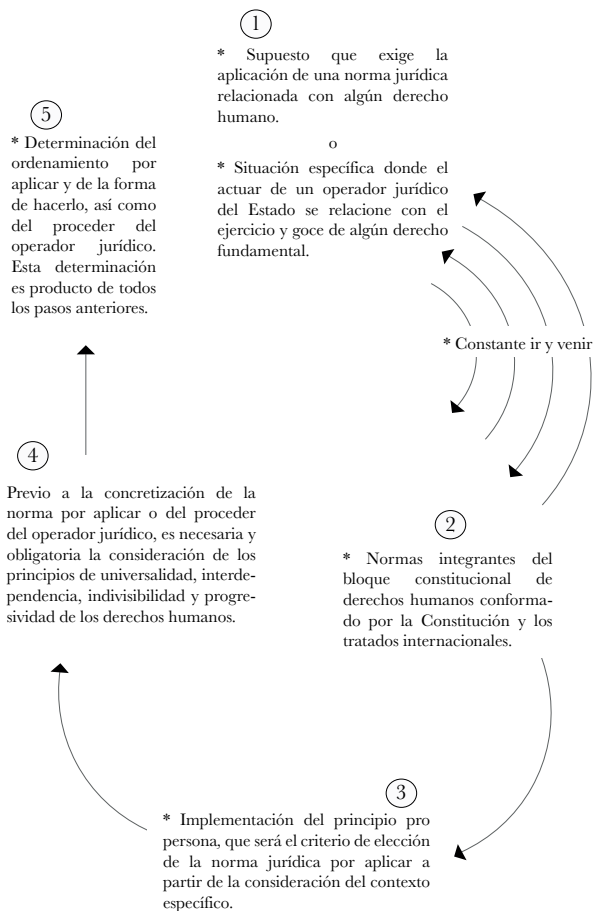 1
* Supuesto que exige la
aplicación de una norma jurídica
relacionada con algún derecho
humano.
o
* Situación específica donde el
actuar de un operador jurídico
del Estado se relacione con el
ejercicio y goce de algún derecho
fundamental.
* Constante ir y venir
2
* Normas integrantes del
bloque constitucional de
derechos humanos conforma-
do por la Constitución y los
tratados internacionales.
3
* Implementación del principio pro
persona, que será el criterio de elección
de la norma jurídica por aplicar a
partir de la consideración del contexto
específico.
4
Previo a la concretización de la
norma por aplicar o del proceder
del operador jurídico, es necesaria y
obligatoria la consideración de los
principios de universalidad, interde-
pendencia, indivisibilidad y progre-
sividad de los derechos humanos.
5
* Determinación del
ordenamiento por
aplicar y de la forma
de hacerlo, así como
del proceder del
operador jurídico.
Esta determinación
es producto de todos
los pasos anteriores.